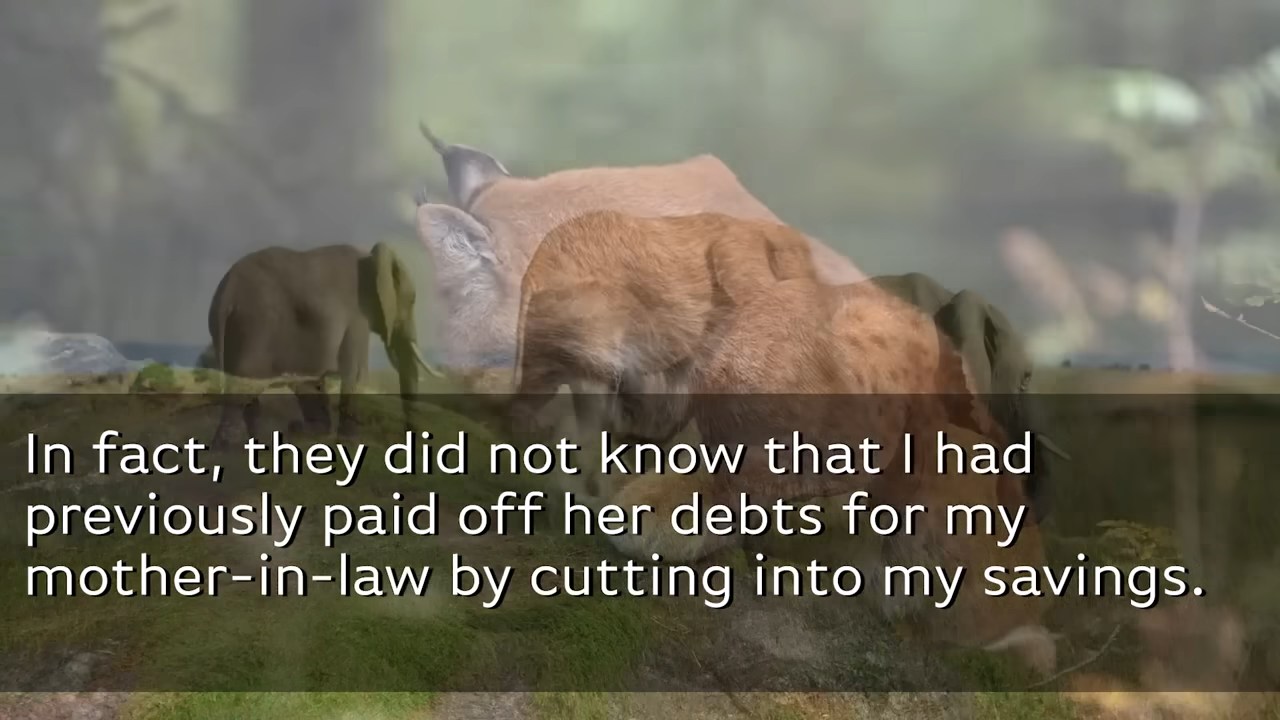 In fact, they did not know that I had
previously paid off her debts for my
mother-in-law by cutting into my savings.